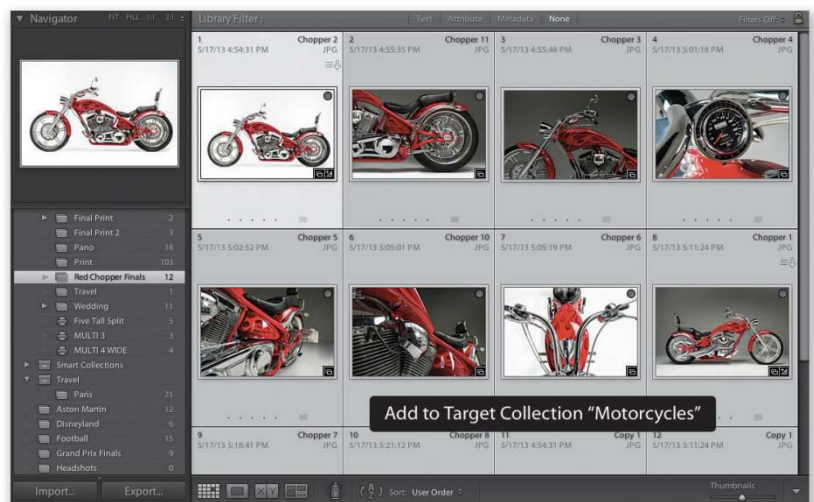 Navigator FIT FILL 1:1 2:1
Library Filter: Text Attribute Metadata None Filters Off
1 Chopper 2
5/17/13 4:54:31 PM JPG
2 Chopper 11
5/17/13 4:55:35 PM JPG
3 Chopper 3
5/17/13 4:55:48 PM JPG
4 Chopper 4
5/17/13 5:01:18 PM JPG
Final Print 2
Final Print 2 3
Pano 18
Print 103
Red Chopper Finals 12
Travel 1
Wedding 11
Five Tall Split 5
MULTI 3 3
MULTI 4 WIDE 4
Smart Collections
Travel
Paris 21
Aston Martin 12
Disneyland 6
Football 15
Grand Prix Finals 9
Headshots 0
5 Chopper 5
5/17/13 5:02:52 PM JPG
6 Chopper 10
5/17/13 5:05:01 PM JPG
7 Chopper 6
5/17/13 5:05:19 PM JPG
8 Chopper 1
5/17/13 5:11:24 PM JPG
Add to Target Collection “Motorcycles”
9 Chopper 7
5/17/13 5:18:41 PM JPG
10 Chopper 8
5/17/13 5:21:12 PM JPG
11 Copy 1
5/17/13 4:54:31 PM JPG
12 Copy 1
5/17/13 5:11:24 PM JPG
Import... Export... XY Sort: User Order Thumbnails